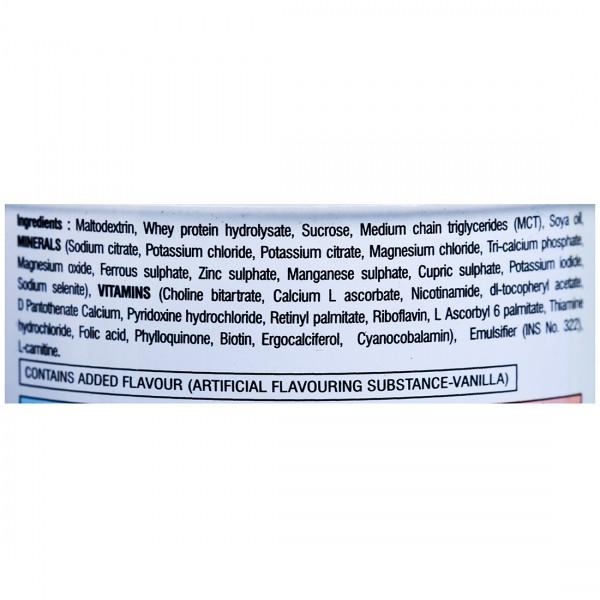 Ingredients : Maltodextrin, Whey protein hydrolysate, Sucrose, Medium chain triglycerides (MCT), Soya oil,
MINERALS (Sodium citrate, Potassium chloride, Potassium citrate, Magnesium chloride, Tri-calcium phosphate,
Magnesium oxide, Ferrous sulphate, Zinc sulphate, Manganese sulphate, Cupric sulphate, Potassium iodide,
Sodium selenite), VITAMINS (Choline bitartrate, Calcium L ascorbate, Nicotinamide, dl-tocopheryl acetate,
D Pantothenate Calcium, Pyridoxine hydrochloride, Retinyl palmitate, Riboflavin, L Ascorbyl 6 palmitate, Thiamine
hydrochloride, Folic acid, Phylloquinone, Biotin, Ergocalciferol, Cyanocobalamin), Emulsifier (INS No. 322),
L-carnitine.
CONTAINS ADDED FLAVOUR (ARTIFICIAL FLAVOURING SUBSTANCE-VANILLA)